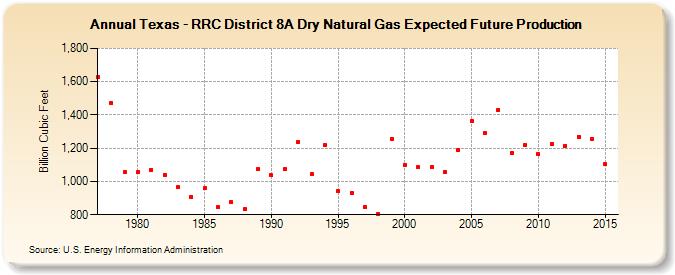 Annual Texas - RRC District 8A Dry Natural Gas Expected Future Production
Billion Cubic Feet
1,800
1,600
1,400
1,200
1,000
800
1980 1985 1990 1995 2000 2005 2010 2015
Source: U.S. Energy Information Administration